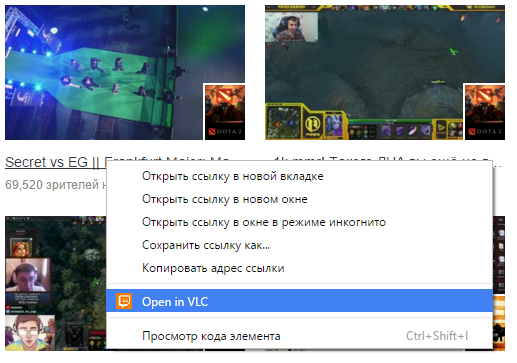 DOTA 2
DOTA 2
Secret vs EG || Frankfurt Major: Ma
69,520 зрителей н
Открыть ссылку в новой вкладке
Открыть ссылку в новом окне
Открыть ссылку в окне в режиме инкогнито
Сохранить ссылку как...
Копировать адрес ссылки
Open in VLC
Просмотр кода элемента Ctrl+Shift+I